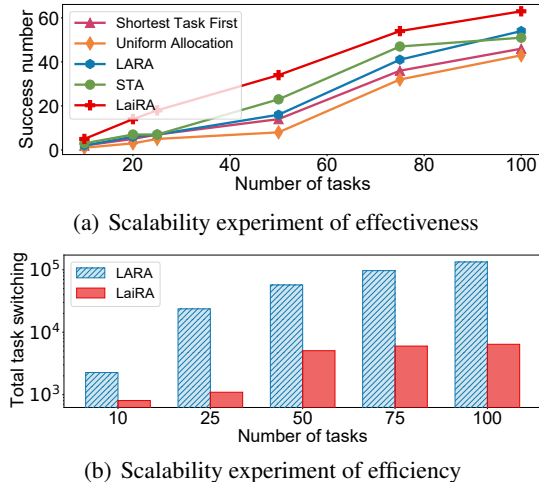 Success number
60
40
20
0
Shortest Task First
Uniform Allocation
LARA
STA
LaiRA
20 40 60 80 100
Number of tasks
(a) Scalability experiment of effectiveness
Total task switching
10^5
10^4
10^3
LARA
LaiRA
10 25 50 75 100
Number of tasks
(b) Scalability experiment of efficiency